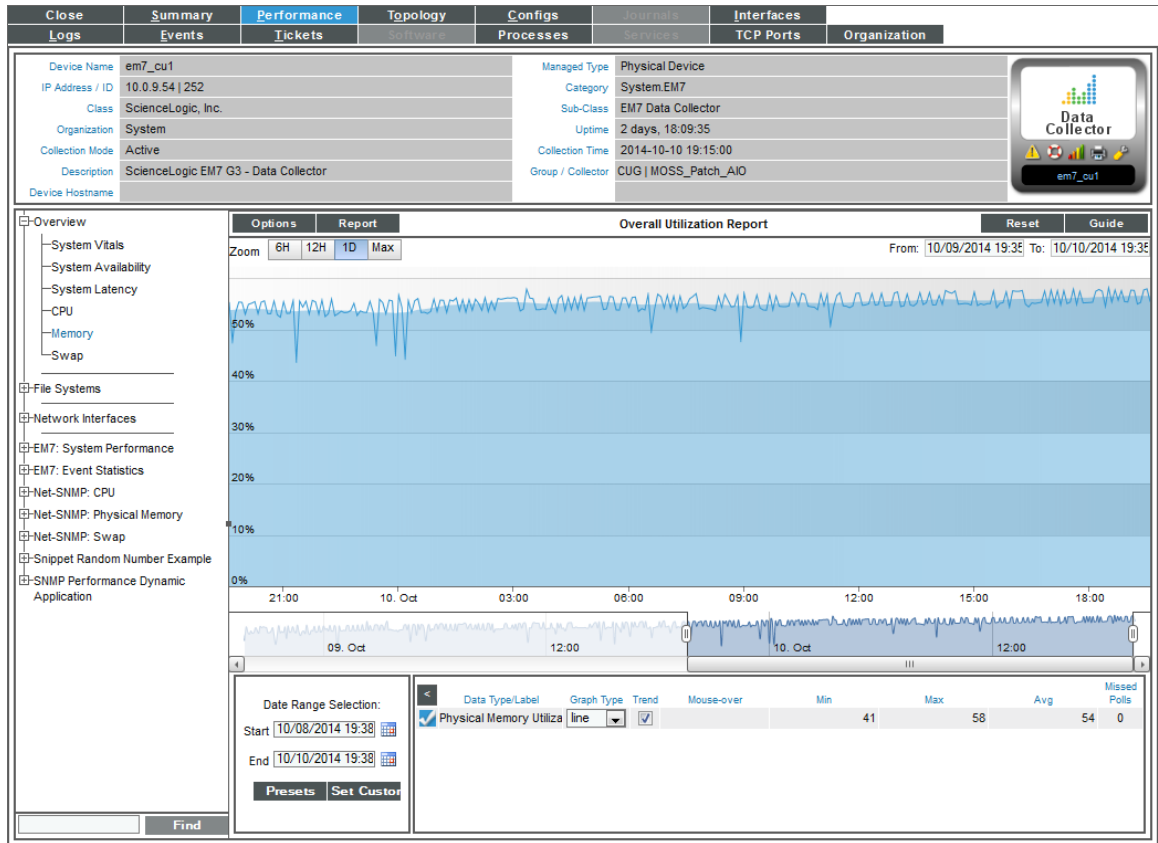 Close Summary Performance Topology Configs Journals Interfaces
Logs Events Tickets Software Processes Services TCP Ports Organization
Device Name em7_cu1 Managed Type Physical Device
IP Address / ID 10.0.9.54 | 252 Category System.EM7
Class ScienceLogic, Inc. Sub-Class EM7 Data Collector
Organization System Uptime 2 days, 18:09:35
Collection Mode Active Collection Time 2014-10-10 19:15:00
Description ScienceLogic EM7 G3 - Data Collector Group / Collector CUG | MOSS_Patch_AIO
Device Hostname
Data
Collector
em7_cu1
Overview
System Vitals
System Availability
System Latency
CPU
Memory
Swap
File Systems
Network Interfaces
EM7: System Performance
EM7: Event Statistics
Net-SNMP: CPU
Net-SNMP: Physical Memory
Net-SNMP: Swap
Snippet Random Number Example
SNMP Performance Dynamic
Application
Find
Options Report Overall Utilization Report Reset Guide
Zoom 6H 12H 1D Max From: 10/09/2014 19:35 To: 10/10/2014 19:35
50%
40%
30%
20%
10%
0%
21:00 10. Oct 03:00 06:00 09:00 12:00 15:00 18:00
09. Oct 12:00 10. Oct 12:00
Date Range Selection:
Start 10/08/2014 19:38
End 10/10/2014 19:38
Presets Set Custor
< Data Type/Label Graph Type Trend Mouse-over Min Max Avg Missed Polls
Physical Memory Utiliza line 41 58 54 0